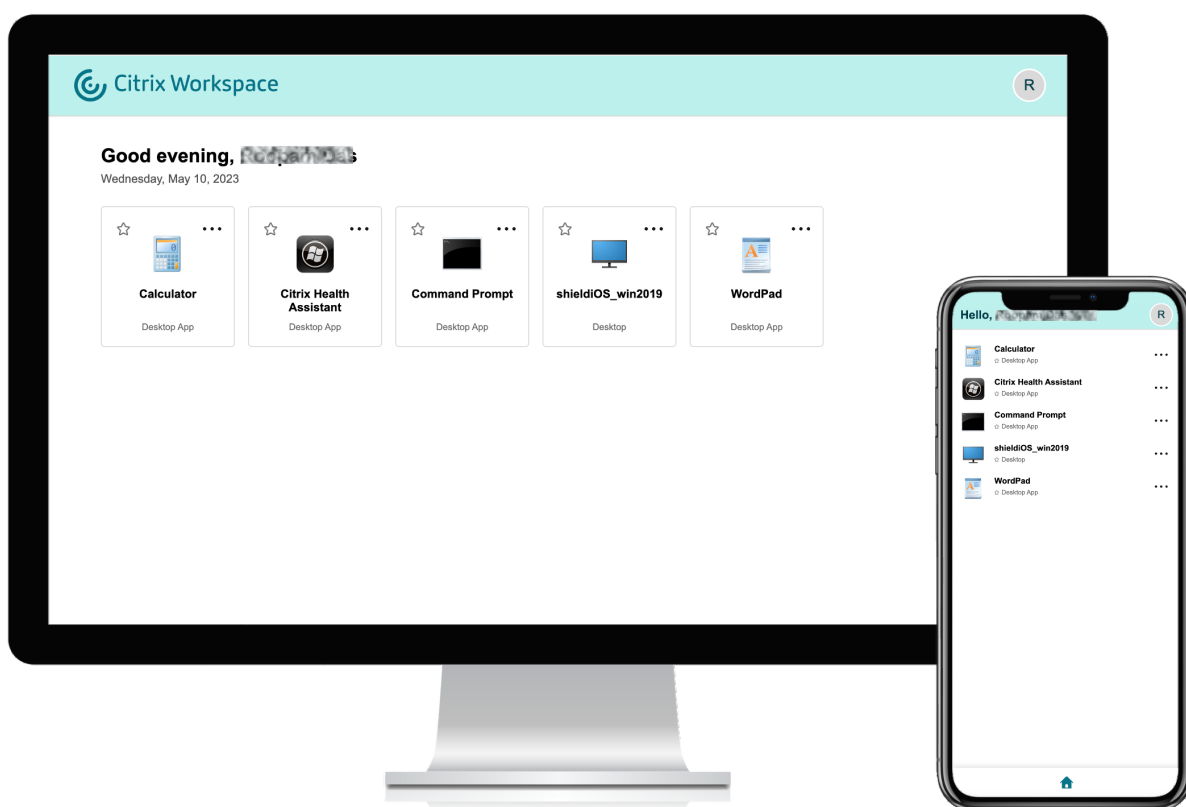 Citrix Workspace
R
Good evening,
Wednesday, May 10, 2023
Calculator
Desktop App
Citrix Health
Assistant
Desktop App
Command Prompt
Desktop App
shieldiOS_win2019
Desktop
WordPad
Desktop App
Hello,
R
Calculator
Desktop App
Citrix Health Assistant
Desktop App
Command Prompt
Desktop App
shieldiOS_win2019
Desktop
WordPad
Desktop App